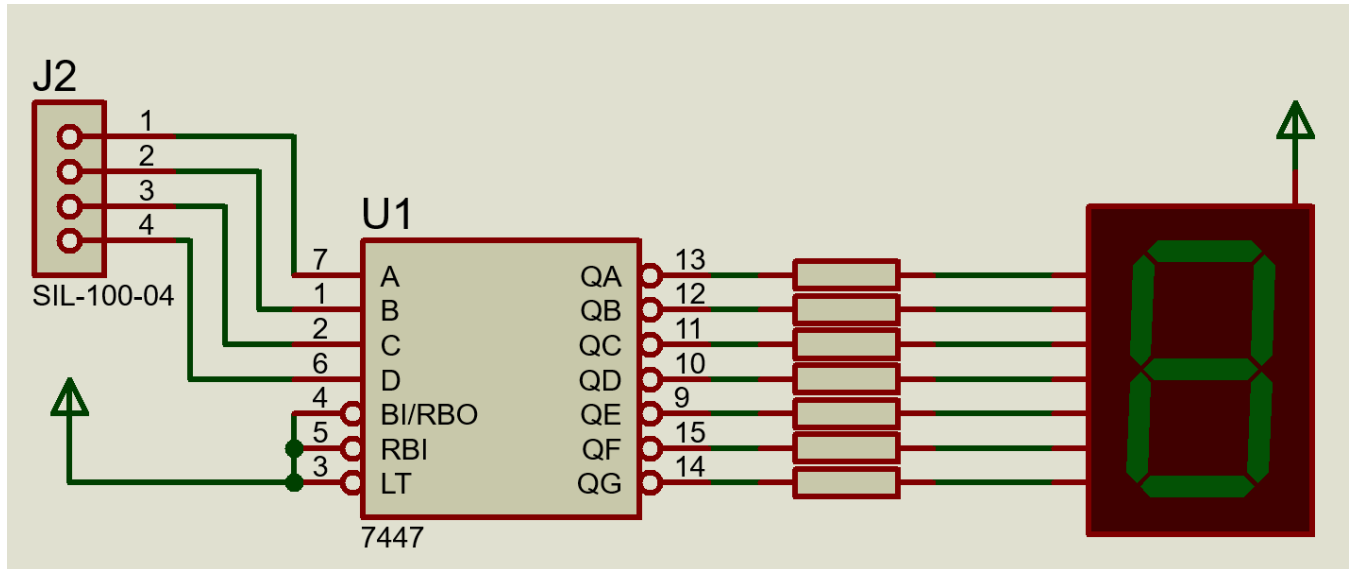 J2
1
2
3
4
SIL-100-04
U1
7 A QA 13
1 B QB 12
2 C QC 11
6 D QD 10
4 BI/RBO QE 9
5 RBI QF 15
3 LT QG 14
7447